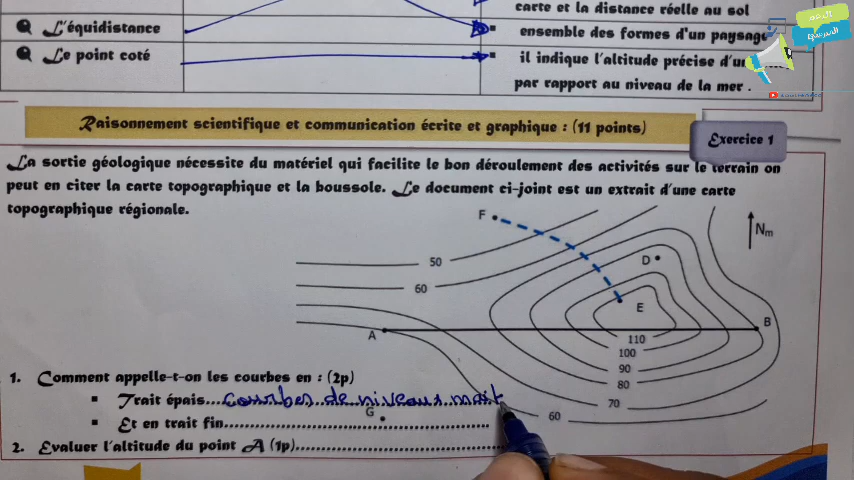 carte et la distance réelle au sol
L'équidistance
ensemble des formes d'un paysage
Le point coté
il indique l'altitude précise d'un
par rapport au niveau de la mer .
Raisonnement scientifique et communication écrite et graphique : (11 points)
Exercice 1
La sortie géologique nécessite du matériel qui facilite le bon déroulement des activités sur le terrain on
peut en citer la carte topographique et la boussole. Le document ci-joint est un extrait d'une carte
topographique régionale.
F
Nm
50
D
60
E
A
B
110
100
90
80
70
60
G
1. Comment appelle-t-on les courbes en : (2p)
Trait épais...courbes de niveaus mait
Et en trait fin
2. Evaluer l'altitude du point A (1p)